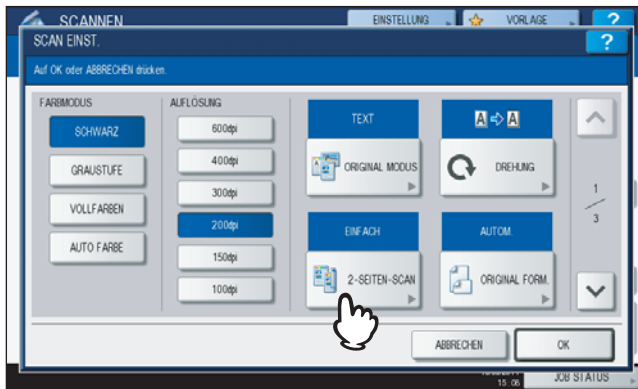 SCANNEN
EINSTELLUNG
VORLAGE
?
SCAN EINST.
?
Auf OK oder ABBRECHEN drücken.
FARBMODUS
SCHWARZ
GRAUSTUFE
VOLLFARBEN
AUTO FARBE
AUFLÖSUNG
600dpi
400dpi
300dpi
200dpi
150dpi
100dpi
TEXT
ORIGINAL MODUS
A A
DREHUNG
EINFACH
2-SEITEN-SCAN
AUTOM.
ORIGINAL FORM.
1
3
ABBRECHEN
OK
JOB STATUS